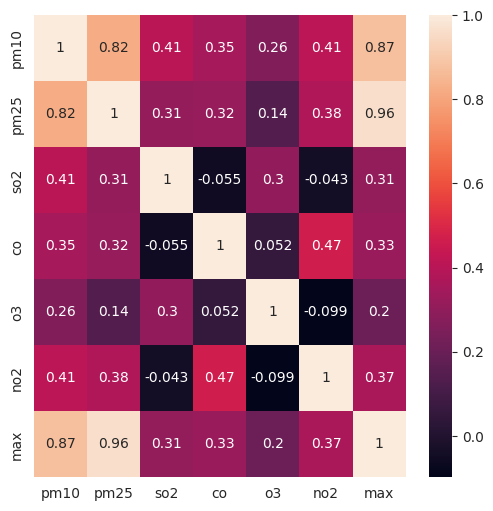 pm10 1 0.82 0.41 0.35 0.26 0.41 0.87
pm25 0.82 1 0.31 0.32 0.14 0.38 0.96
so2 0.41 0.31 1 -0.055 0.3 -0.043 0.31
co 0.35 0.32 -0.055 1 0.052 0.47 0.33
o3 0.26 0.14 0.3 0.052 1 -0.099 0.2
no2 0.41 0.38 -0.043 0.47 -0.099 1 0.37
max 0.87 0.96 0.31 0.33 0.2 0.37 1
pm10 pm25 so2 co o3 no2 max
1.0
0.8
0.6
0.4
0.2
0.0